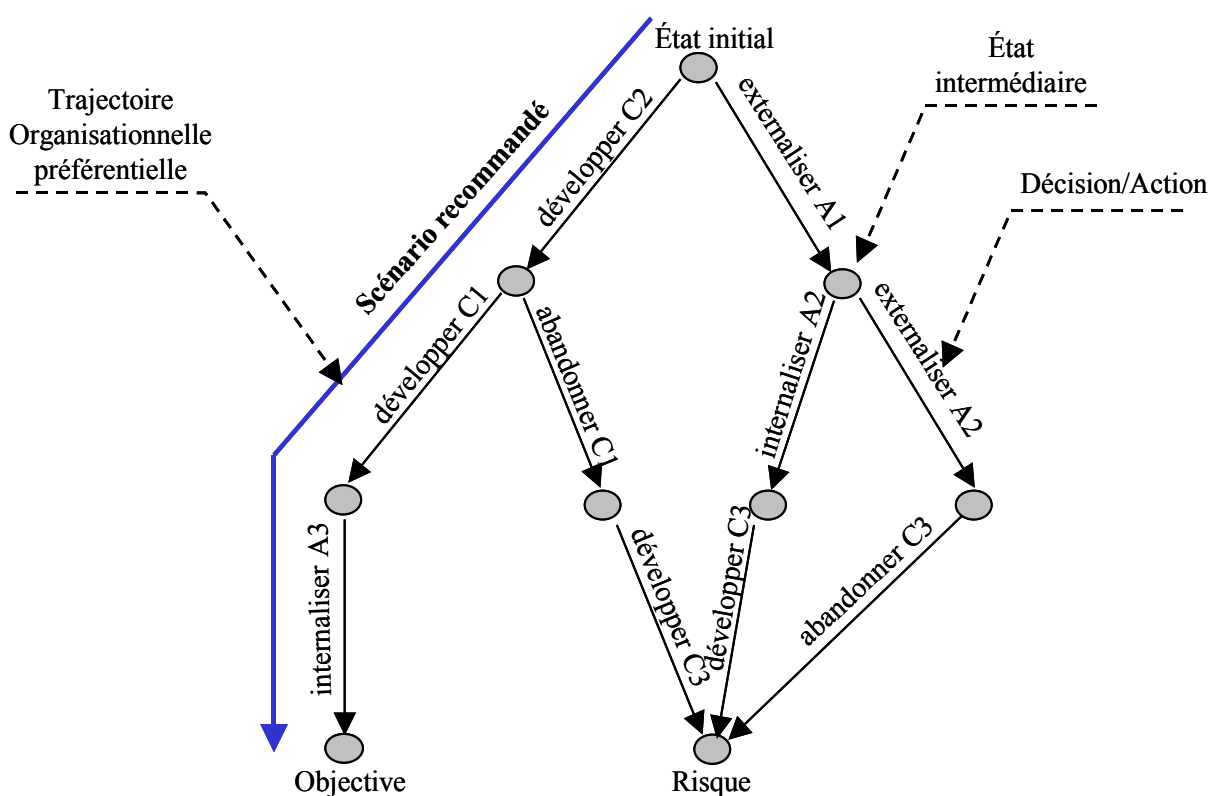 État initial
État
intermédiaire
Trajectoire
Organisationnelle
préférentielle
Scénario recommandé
développer C2
externaliser A1
Décision/Action
développer C1
abandonner C1
internaliser A2
externaliser A2
internaliser A3
développer C3
développer C3
abandonner C3
Objective
Risque